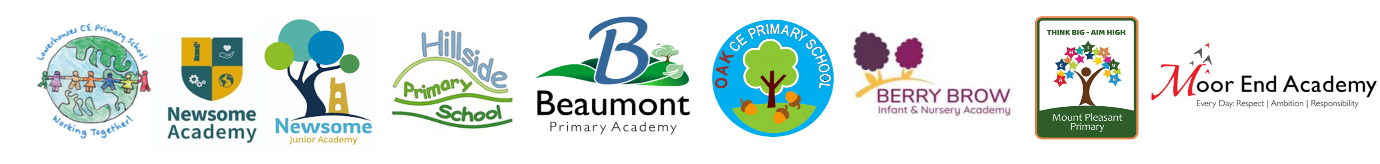 Lowerhouses CE Primary School
Working Together!
Newsome
Academy
Newsome
Junior Academy
Hillside
Primary
School
B
Beaumont
Primary Academy
OAK CE PRIMARY SCHOOL
BERRY BROW
Infant & Nursery Academy
THINK BIG - AIM HIGH
Mount Pleasant
Primary
Moor End Academy
Every Day: Respect | Ambition | Responsibility